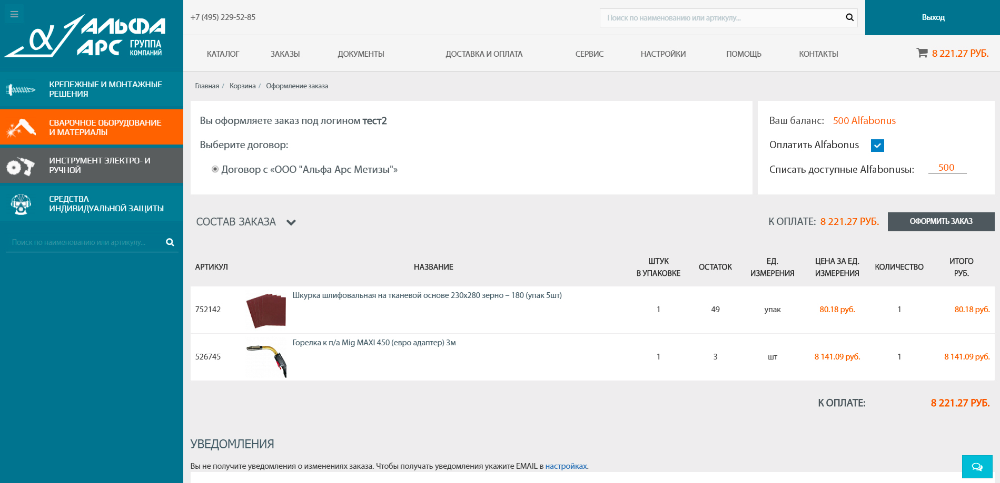 АЛЬФА
АРС ГРУППА
КОМПАНИЙ
+7 (495) 229-52-85
Поиск по наименованию или артикулу...
Выход
КАТАЛОГ ЗАКАЗЫ ДОКУМЕНТЫ ДОСТАВКА И ОПЛАТА СЕРВИС НАСТРОЙКИ ПОМОЩЬ КОНТАКТЫ 8 221.27 РУБ.
КРЕПЕЖНЫЕ И МОНТАЖНЫЕ
РЕШЕНИЯ
СВАРОЧНОЕ ОБОРУДОВАНИЕ
И МАТЕРИАЛЫ
ИНСТРУМЕНТ ЭЛЕКТРО- И
РУЧНОЙ
СРЕДСТВА
ИНДИВИДУАЛЬНОЙ ЗАЩИТЫ
Поиск по наименованию или артикулу...
Главная / Корзина / Оформление заказа
Вы оформляете заказ под логином тест2
Выберите договор:
Договор с «ООО "Альфа Арс Метизы"»
Ваш баланс: 500 Alfabonus
Оплатить Alfabonus
Списать доступные Alfabonusы: 500
СОСТАВ ЗАКАЗА
К ОПЛАТЕ: 8 221.27 РУБ.
ОФОРМИТЬ ЗАКАЗ
АРТИКУЛ НАЗВАНИЕ ШТУК В УПАКОВКЕ ОСТАТОК ЕД. ИЗМЕРЕНИЯ ЦЕНА ЗА ЕД. ИЗМЕРЕНИЯ КОЛИЧЕСТВО ИТОГО РУБ.
752142 Шкурка шлифовальная на тканевой основе 230х280 зерно – 180 (упак 5шт) 1 49 упак 80.18 руб. 1 80.18 руб.
526745 Горелка к п/а Mig MAXI 450 (евро адаптер) 3м 1 3 шт 8 141.09 руб. 1 8 141.09 руб.
К ОПЛАТЕ: 8 221.27 РУБ.
УВЕДОМЛЕНИЯ
Вы не получите уведомления о изменениях заказа. Чтобы получать уведомления укажите EMAIL в настройках.